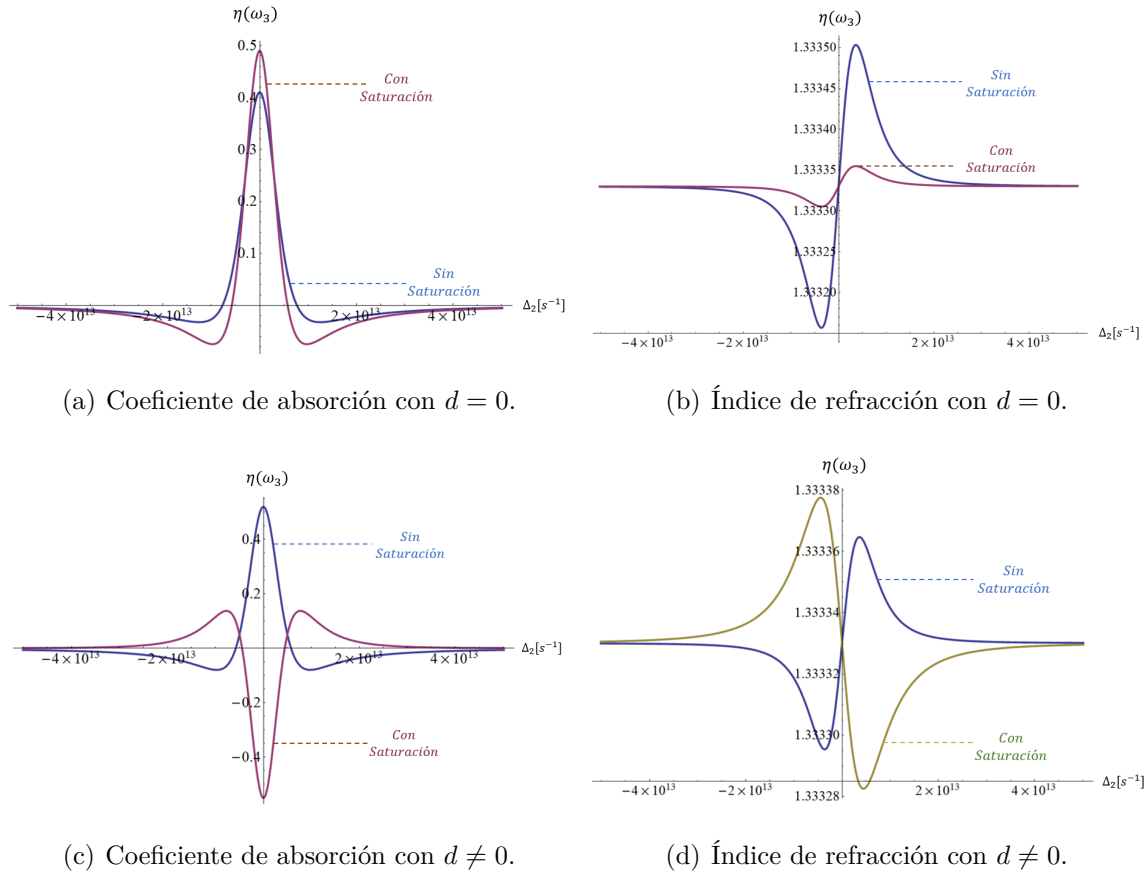 η(ω₃)
0.5
0.4
0.3
0.2
0.1
Con
Saturación
Sin
Saturación
−4×10¹³
−2×10¹³
2×10¹³
4×10¹³
Δ₂[s⁻¹]
(a) Coeficiente de absorción con d = 0.
η(ω₃)
1.33350
1.33345
1.33340
1.33335
1.33330
1.33325
1.33320
Sin
Saturación
Con
Saturación
−4×10¹³
−2×10¹³
2×10¹³
4×10¹³
Δ₂[s⁻¹]
(b) Índice de refracción con d = 0.
η(ω₃)
0.4
0.2
−0.2
−0.4
Sin
Saturación
Con
Saturación
−4×10¹³
−2×10¹³
2×10¹³
4×10¹³
Δ₂[s⁻¹]
(c) Coeficiente de absorción con d ≠ 0.
η(ω₃)
1.33338
1.33336
1.33334
1.33332
1.33330
1.33328
Sin
Saturación
Con
Saturación
−4×10¹³
−2×10¹³
2×10¹³
4×10¹³
Δ₂[s⁻¹]
(d) Índice de refracción con d ≠ 0.